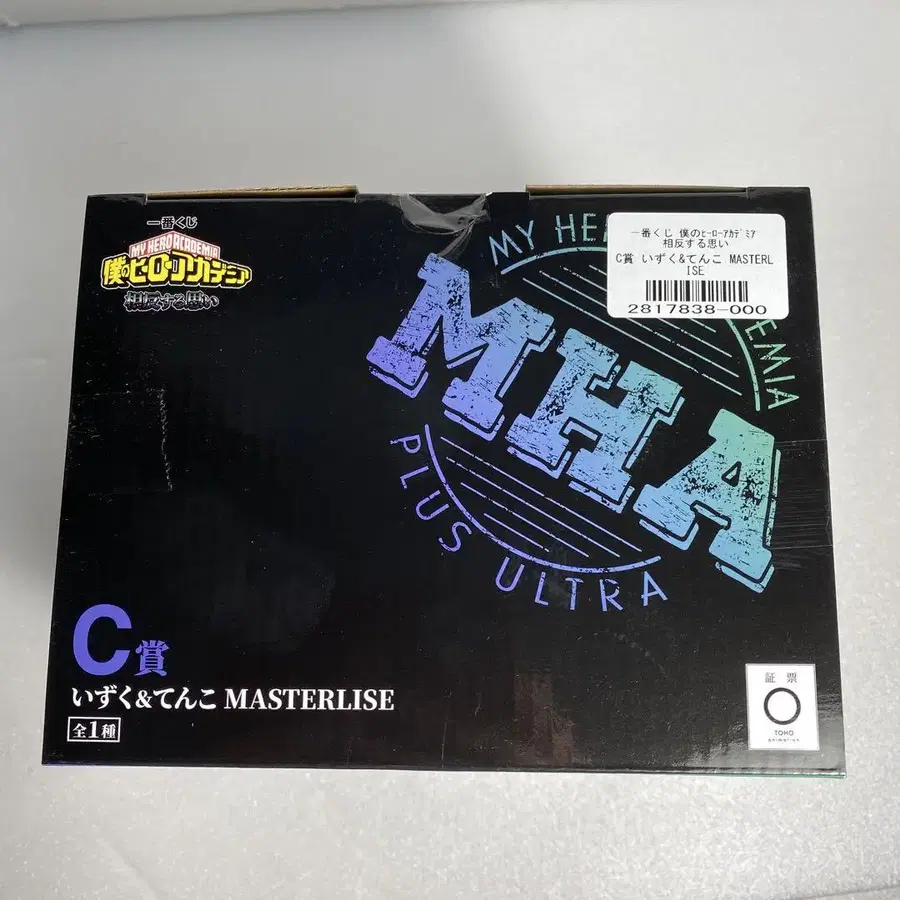 一番くじ
MY HERO ACADEMIA
僕のヒーローアカデミア
相反する思い
MY HE
EMIA
MHA
PLUS ULTRA
一番くじ 僕のﾋｰﾛｰｱｶﾃﾞﾐｱ
相反する思い
C賞 いずく&てんこ MASTERL
ISE
2817838-000
C賞
いずく&てんこ MASTERLISE
全1種
証票
TOHO
animation